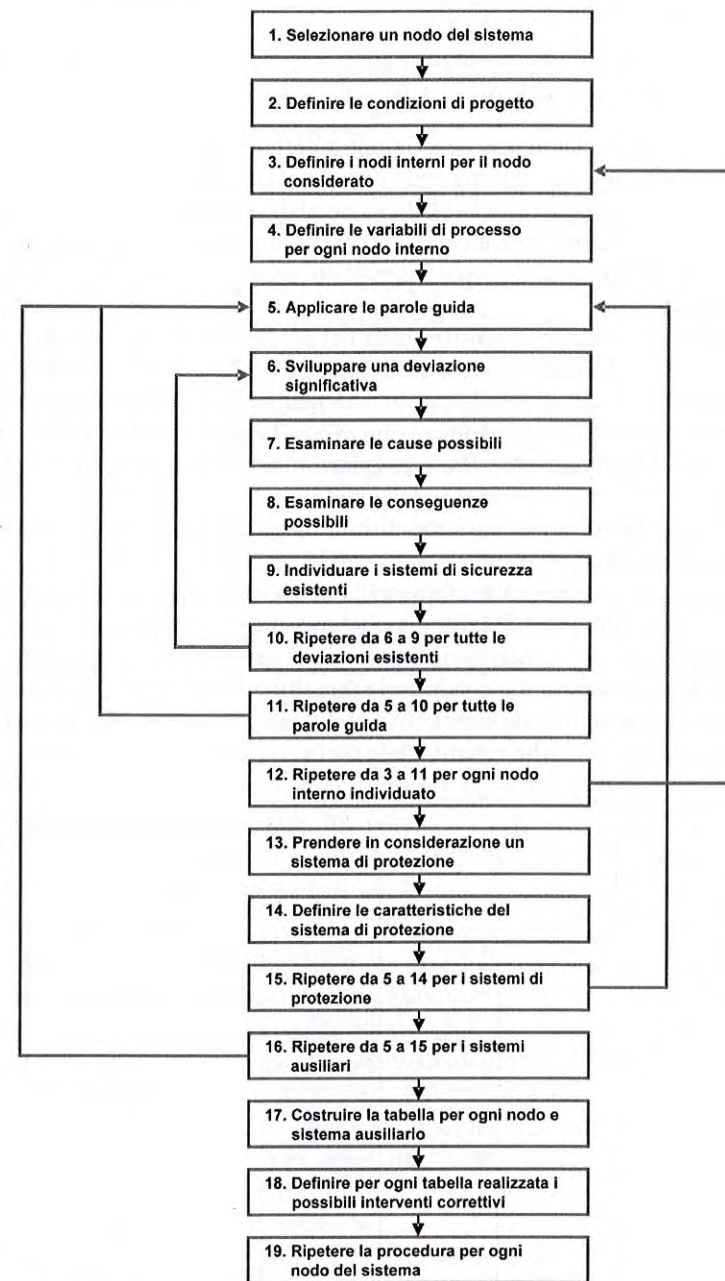 1. Selezionare un nodo del sistema
2. Definire le condizioni di progetto
3. Definire i nodi interni per il nodo
considerato
4. Definire le variabili di processo
per ogni nodo interno
5. Applicare le parole guida
6. Sviluppare una deviazione
significativa
7. Esaminare le cause possibili
8. Esaminare le conseguenze
possibili
9. Individuare i sistemi di sicurezza
esistenti
10. Ripetere da 6 a 9 per tutte le
deviazioni esistenti
11. Ripetere da 5 a 10 per tutte le
parole guida
12. Ripetere da 3 a 11 per ogni nodo
interno individuato
13. Prendere in considerazione un
sistema di protezione
14. Definire le caratteristiche del
sistema di protezione
15. Ripetere da 5 a 14 per i sistemi di
protezione
16. Ripetere da 5 a 15 per i sistemi
ausiliari
17. Costruire la tabella per ogni nodo e
sistema ausiliario
18. Definire per ogni tabella realizzata i
possibili interventi correttivi
19. Ripetere la procedura per ogni
nodo del sistema